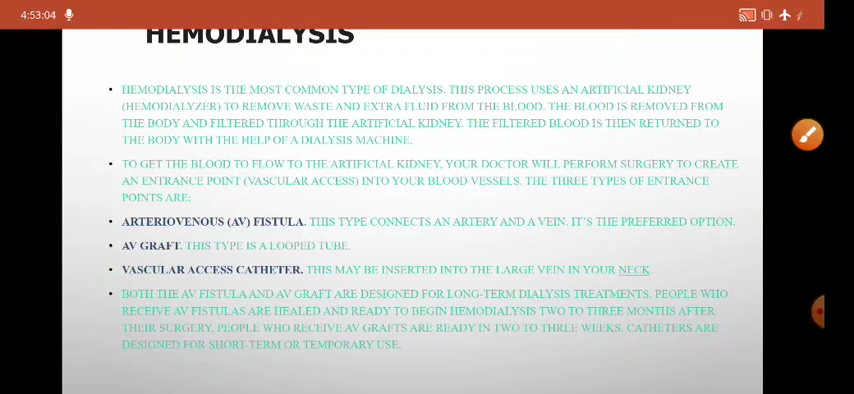 4:53:04
HEMODIALYSIS
• HEMODIALYSIS IS THE MOST COMMON TYPE OF DIALYSIS. THIS PROCESS USES AN ARTIFICIAL KIDNEY
(HEMODIALYZER) TO REMOVE WASTE AND EXTRA FLUID FROM THE BLOOD. THE BLOOD IS REMOVED FROM
THE BODY AND FILTERED THROUGH THE ARTIFICIAL KIDNEY. THE FILTERED BLOOD IS THEN RETURNED TO
THE BODY WITH THE HELP OF A DIALYSIS MACHINE.
• TO GET THE BLOOD TO FLOW TO THE ARTIFICIAL KIDNEY, YOUR DOCTOR WILL PERFORM SURGERY TO CREATE
AN ENTRANCE POINT (VASCULAR ACCESS) INTO YOUR BLOOD VESSELS. THE THREE TYPES OF ENTRANCE
POINTS ARE:
• ARTERIOVENOUS (AV) FISTULA. THIS TYPE CONNECTS AN ARTERY AND A VEIN. IT'S THE PREFERRED OPTION.
• AV GRAFT. THIS TYPE IS A LOOPED TUBE.
• VASCULAR ACCESS CATHETER. THIS MAY BE INSERTED INTO THE LARGE VEIN IN YOUR NECK.
• BOTH THE AV FISTULA AND AV GRAFT ARE DESIGNED FOR LONG-TERM DIALYSIS TREATMENTS. PEOPLE WHO
RECEIVE AV FISTULAS ARE HEALED AND READY TO BEGIN HEMODIALYSIS TWO TO THREE MONTHS AFTER
THEIR SURGERY. PEOPLE WHO RECEIVE AV GRAFTS ARE READY IN TWO TO THREE WEEKS. CATHETERS ARE
DESIGNED FOR SHORT-TERM OR TEMPORARY USE.